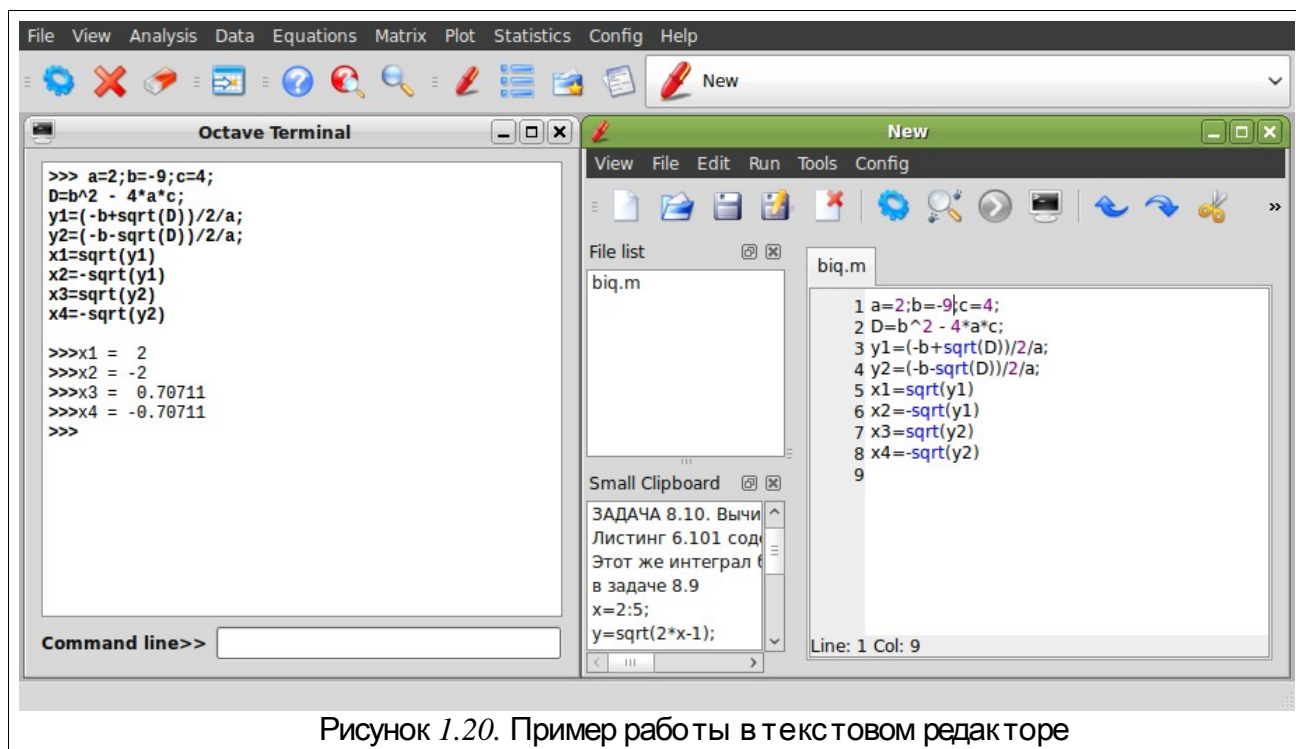 File View Analysis Data Equations Matrix Plot Statistics Config Help
New
Octave Terminal
>>> a=2;b=-9;c=4;
D=b^2 - 4*a*c;
y1=(-b+sqrt(D))/2/a;
y2=(-b-sqrt(D))/2/a;
x1=sqrt(y1)
x2=-sqrt(y1)
x3=sqrt(y2)
x4=-sqrt(y2)
>>>x1 = 2
>>>x2 = -2
>>>x3 = 0.70711
>>>x4 = -0.70711
>>>
Command line>>
New
View File Edit Run Tools Config
»
File list
biq.m
Small Clipboard
ЗАДАЧА 8.10. Вычи
Листинг 6.101 сод
Этот же интеграл
в задаче 8.9
x=2:5;
y=sqrt(2*x-1);
biq.m
1 a=2;b=-9;c=4;
2 D=b^2 - 4*a*c;
3 y1=(-b+sqrt(D))/2/a;
4 y2=(-b-sqrt(D))/2/a;
5 x1=sqrt(y1)
6 x2=-sqrt(y1)
7 x3=sqrt(y2)
8 x4=-sqrt(y2)
9
Line: 1 Col: 9
Рисунок 1.20. Пример работы в текстовом редакторе